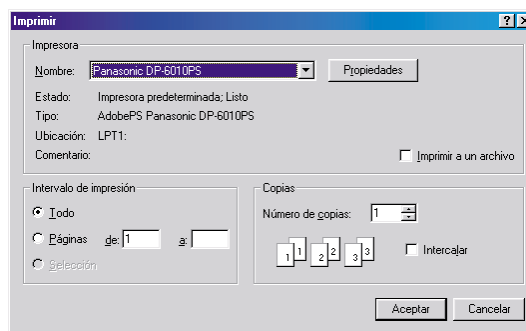 Imprimir
Impresora
Nombre: Panasonic DP-6010PS Propiedades
Estado: Impresora predeterminada; Listo
Tipo: AdobePS Panasonic DP-6010PS
Ubicación: LPT1:
Comentario: Imprimir a un archivo
Intervalo de impresión
Todo
Páginas de: 1 a:
Selección
Copias
Número de copias: 1
1 1 2 2 3 3 Intercalar
Aceptar Cancelar